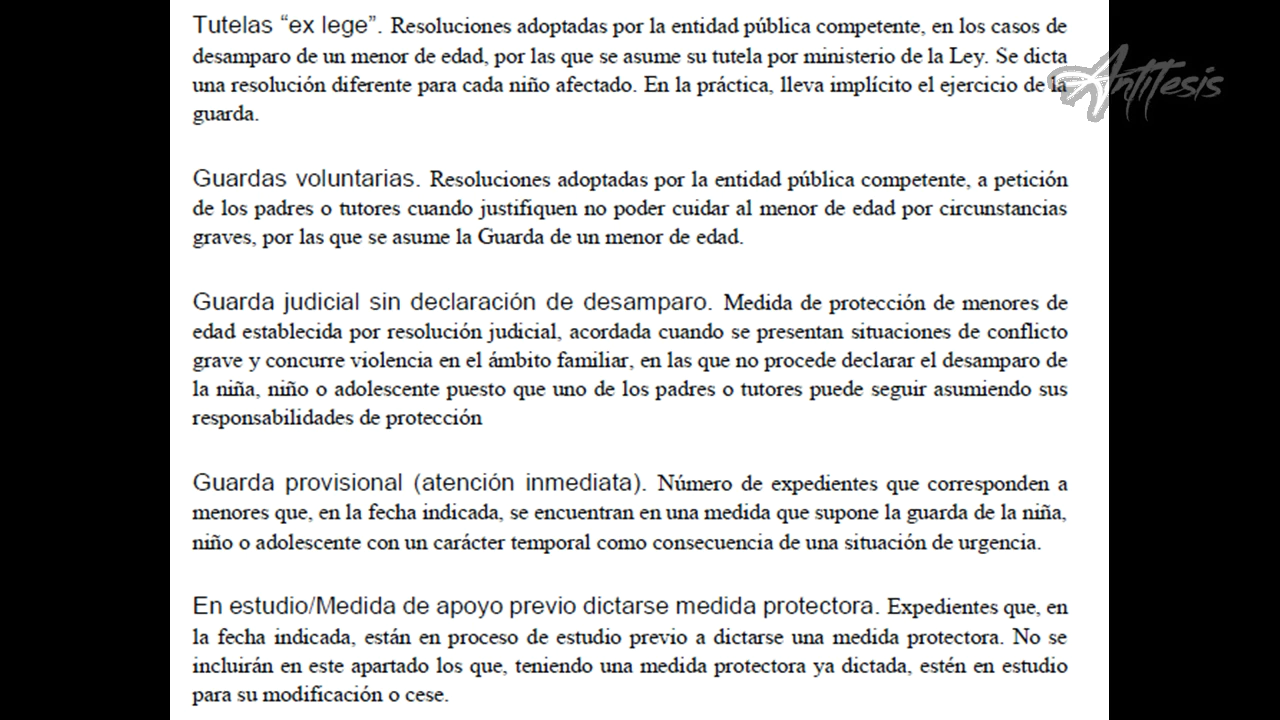 Tutelas “ex lege”. Resoluciones adoptadas por la entidad pública competente, en los casos de
desamparo de un menor de edad, por las que se asume su tutela por ministerio de la Ley. Se dicta
una resolución diferente para cada niño afectado. En la práctica, lleva implícito el ejercicio de la
guarda.
Antítesis
Guardas voluntarias. Resoluciones adoptadas por la entidad pública competente, a petición
de los padres o tutores cuando justifiquen no poder cuidar al menor de edad por circunstancias
graves, por las que se asume la Guarda de un menor de edad.
Guarda judicial sin declaración de desamparo. Medida de protección de menores de
edad establecida por resolución judicial, acordada cuando se presentan situaciones de conflicto
grave y concurre violencia en el ámbito familiar, en las que no procede declarar el desamparo de
la niña, niño o adolescente puesto que uno de los padres o tutores puede seguir asumiendo sus
responsabilidades de protección
Guarda provisional (atención inmediata). Número de expedientes que corresponden a
menores que, en la fecha indicada, se encuentran en una medida que supone la guarda de la niña,
niño o adolescente con un carácter temporal como consecuencia de una situación de urgencia.
En estudio/Medida de apoyo previo dictarse medida protectora. Expedientes que, en
la fecha indicada, están en proceso de estudio previo a dictarse una medida protectora. No se
incluirán en este apartado los que, teniendo una medida protectora ya dictada, estén en estudio
para su modificación o cese.